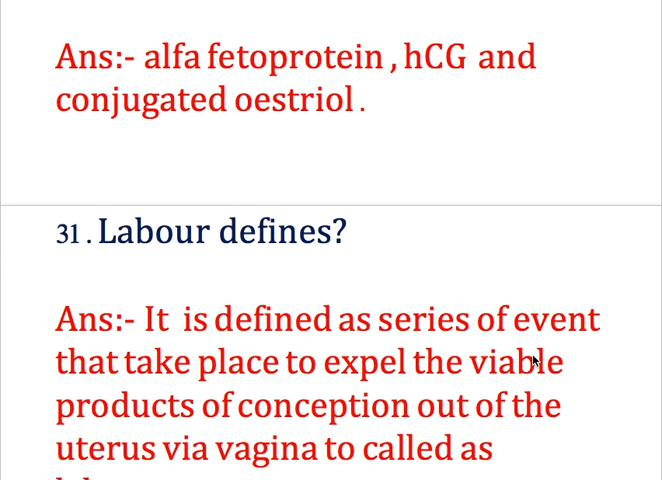 Ans:- alfa fetoprotein , hCG and
conjugated oestriol .
31 . Labour defines?
Ans:- It is defined as series of event
that take place to expel the viable
products of conception out of the
uterus via vagina to called as